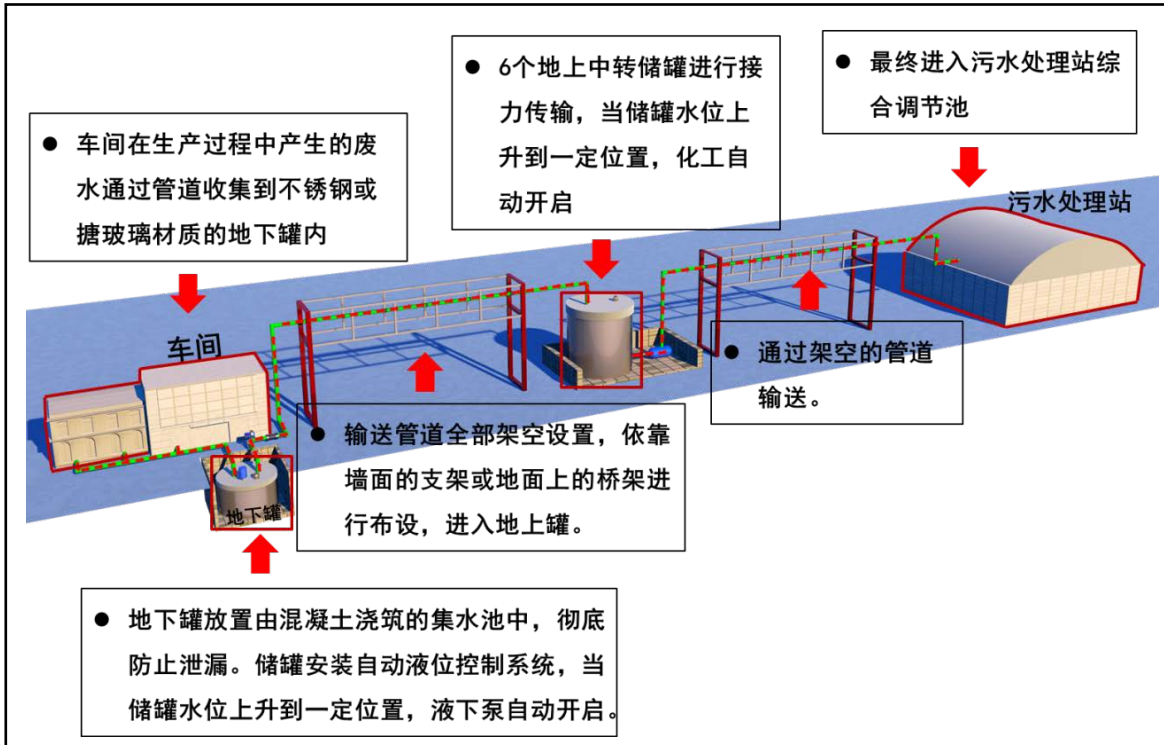 ● 车间在生产过程中产生的废
水通过管道收集到不锈钢或
搪玻璃材质的地下罐内
● 6个地上中转储罐进行接
力传输，当储罐水位上
升到一定位置，化工自
动开启
● 最终进入污水处理站综
合调节池
污水处理站
车间
● 通过架空的管道
输送。
● 输送管道全部架空设置，依靠
墙面的支架或地面上的桥架进
行布设，进入地上罐。
地下罐
● 地下罐放置由混凝土浇筑的集水池中，彻底
防止泄漏。储罐安装自动液位控制系统，当
储罐水位上升到一定位置，液下泵自动开启。